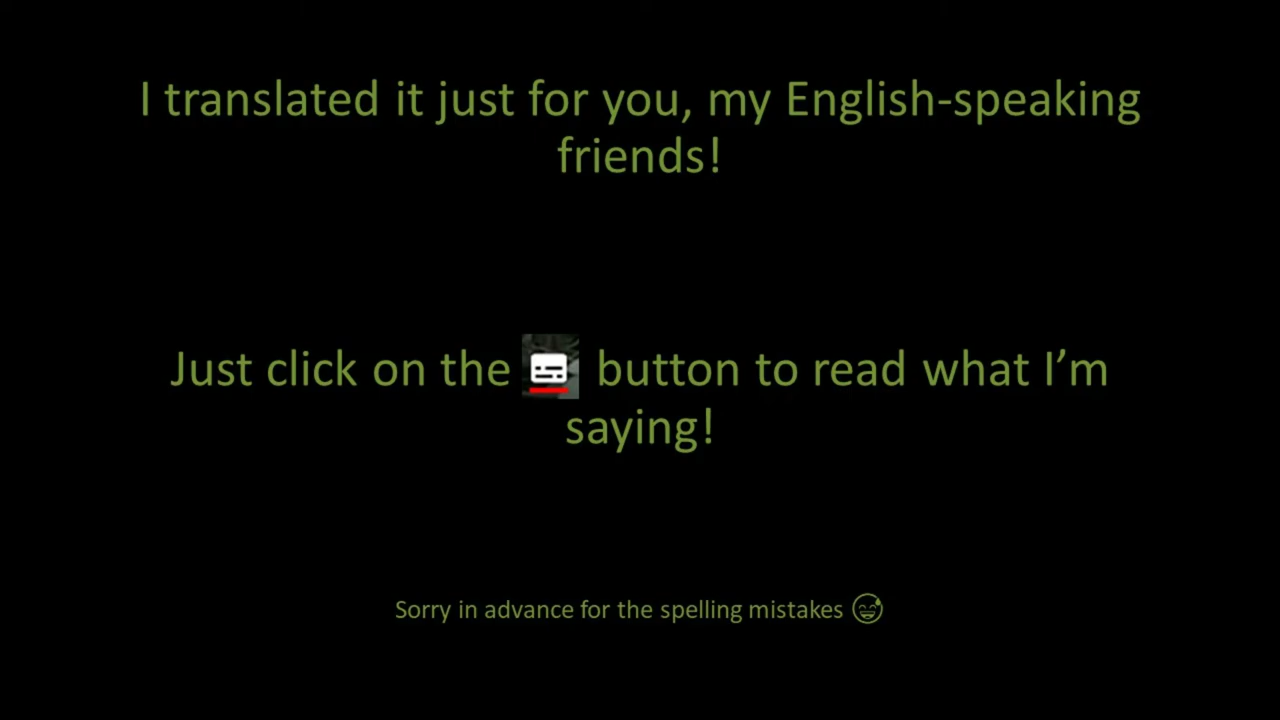 I translated it just for you, my English-speaking
friends!
Just click on the button to read what I’m
saying!
Sorry in advance for the spelling mistakes 😅